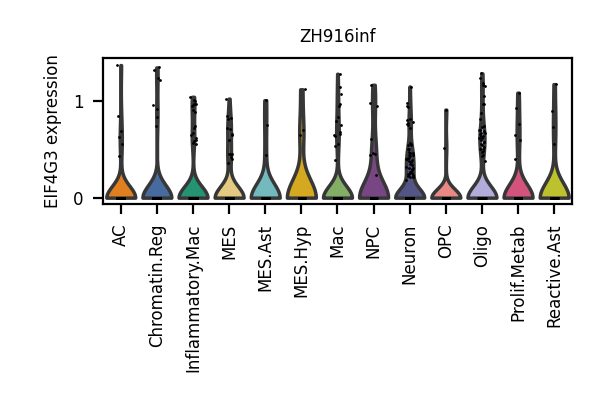 ZH916inf
EIF4G3 expression
1
0
AC
Chromatin.Reg
Inflammatory.Mac
MES
MES.Ast
MES.Hyp
Mac
NPC
Neuron
OPC
Oligo
Prolif.Metab
Reactive.Ast